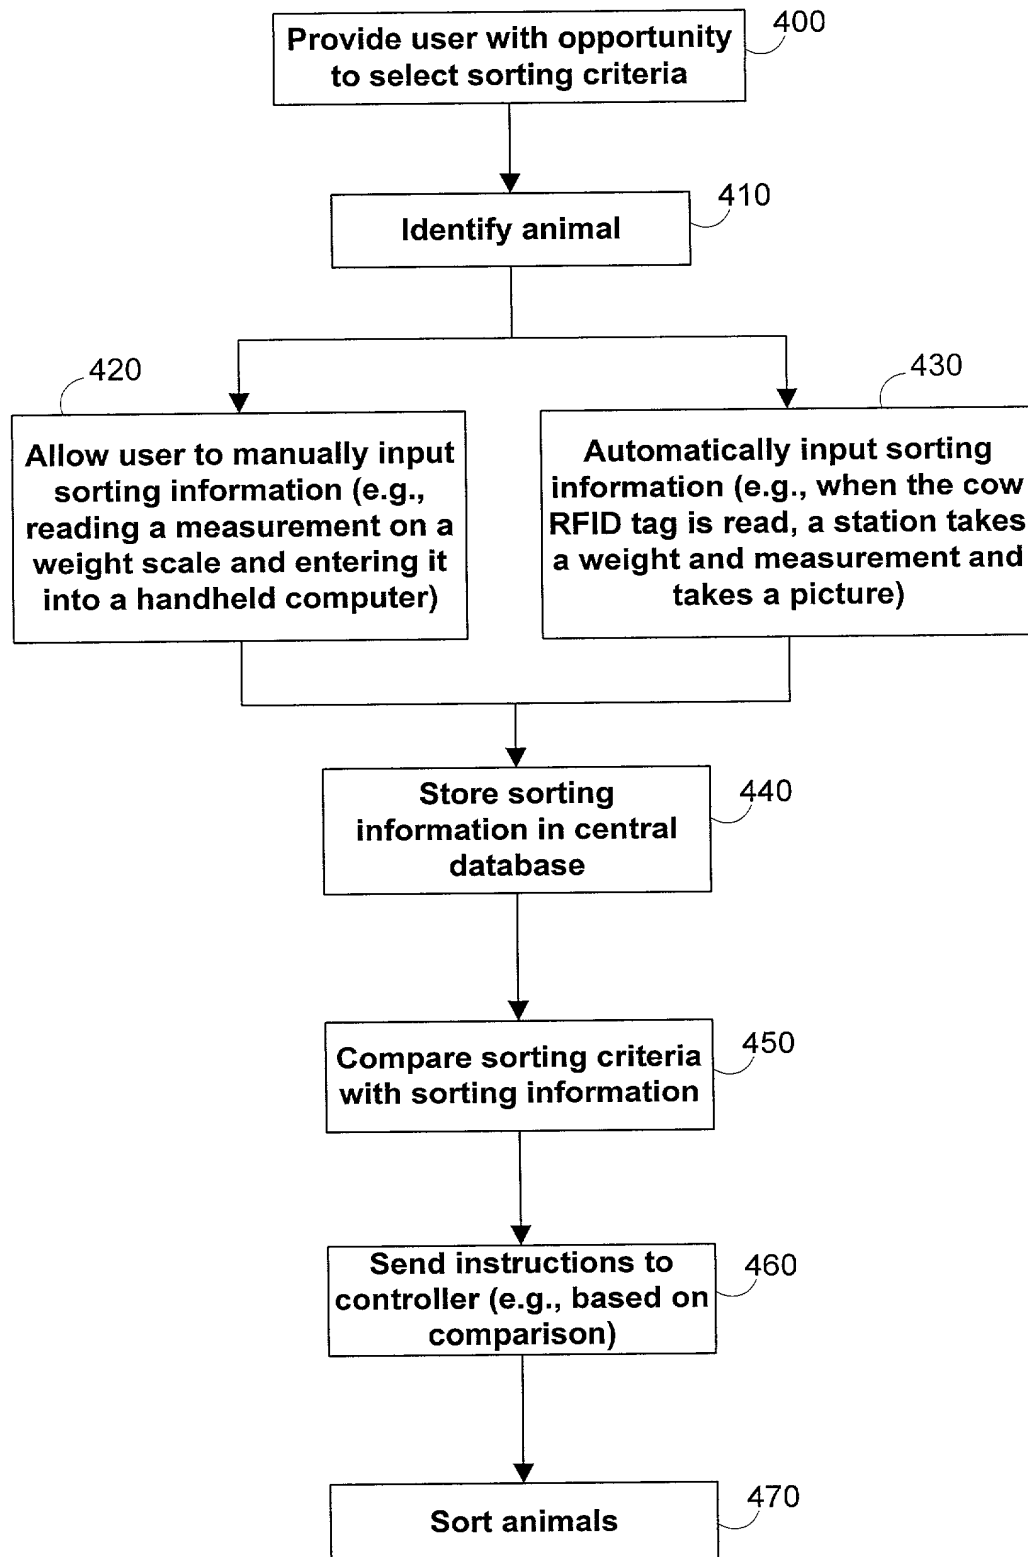 400
Provide user with opportunity
to select sorting criteria
410
Identify animal
420
Allow user to manually input
sorting information (e.g.,
reading a measurement on a
weight scale and entering it
into a handheld computer)
430
Automatically input sorting
information (e.g., when the cow
RFID tag is read, a station takes
a weight and measurement and
takes a picture)
440
Store sorting
information in central
database
450
Compare sorting criteria
with sorting information
460
Send instructions to
controller (e.g., based on
comparison)
470
Sort animals